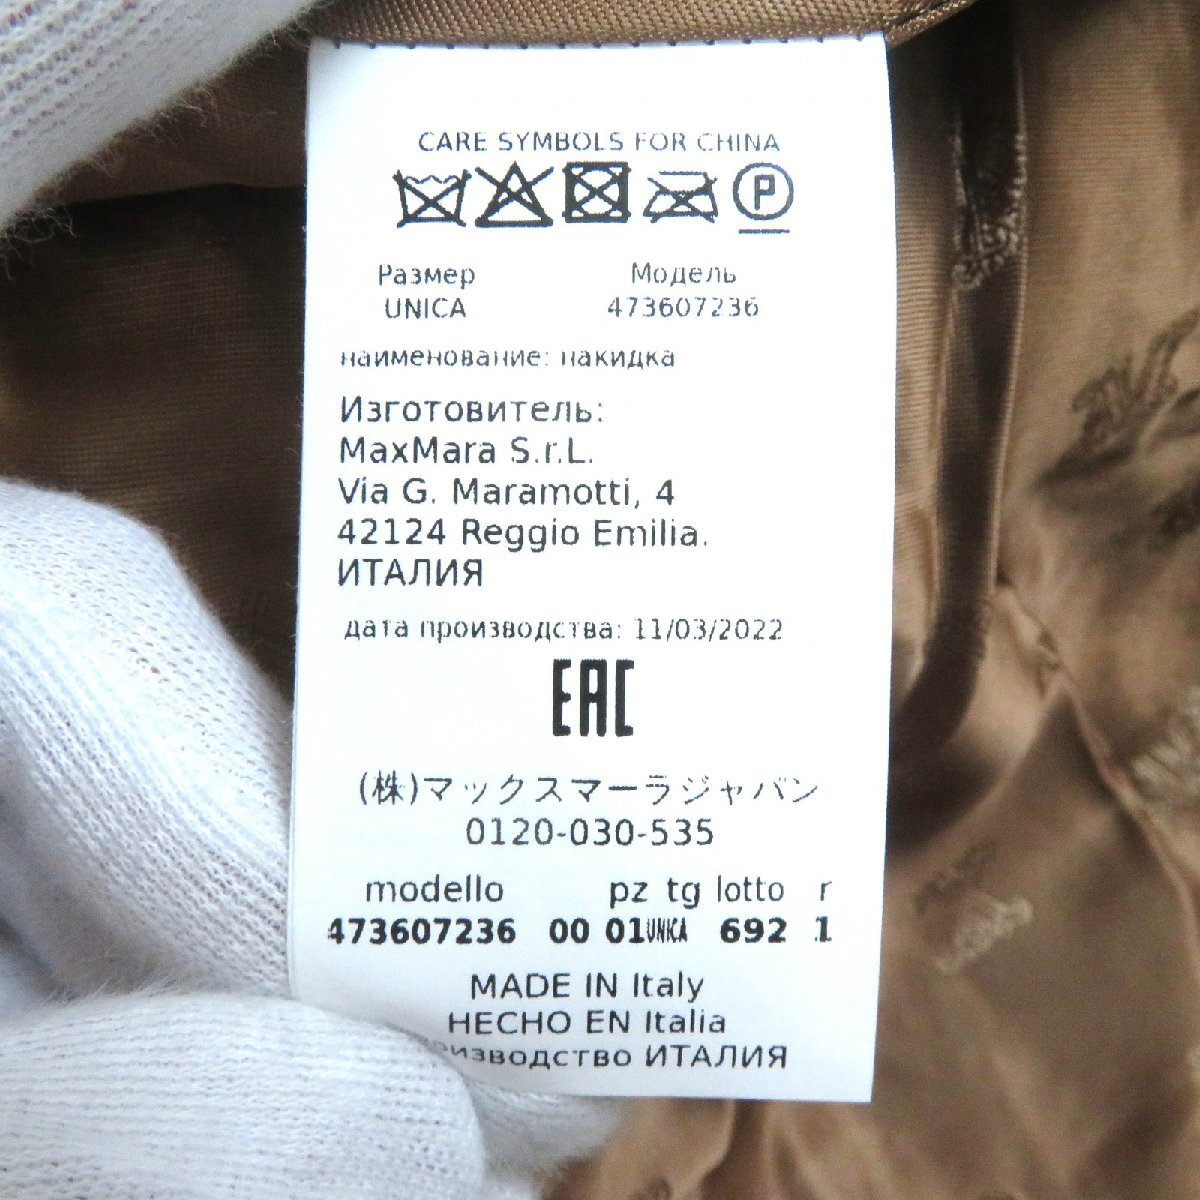 CARE SYMBOLS FOR CHINA
P
Размер Модель
UNICA 473607236
наименование: накидка
Изготовитель:
MaxMara S.r.L.
Via G. Maramotti, 4
42124 Reggio Emilia.
ИТАЛИЯ
дата производства: 11/03/2022
EAC
(株)マックスマーラジャパン
0120-030-535
modello pz tg lotto r
473607236 00 01 UNICA 692 1
MADE IN Italy
HECHO EN Italia
ИТАЛИЯ